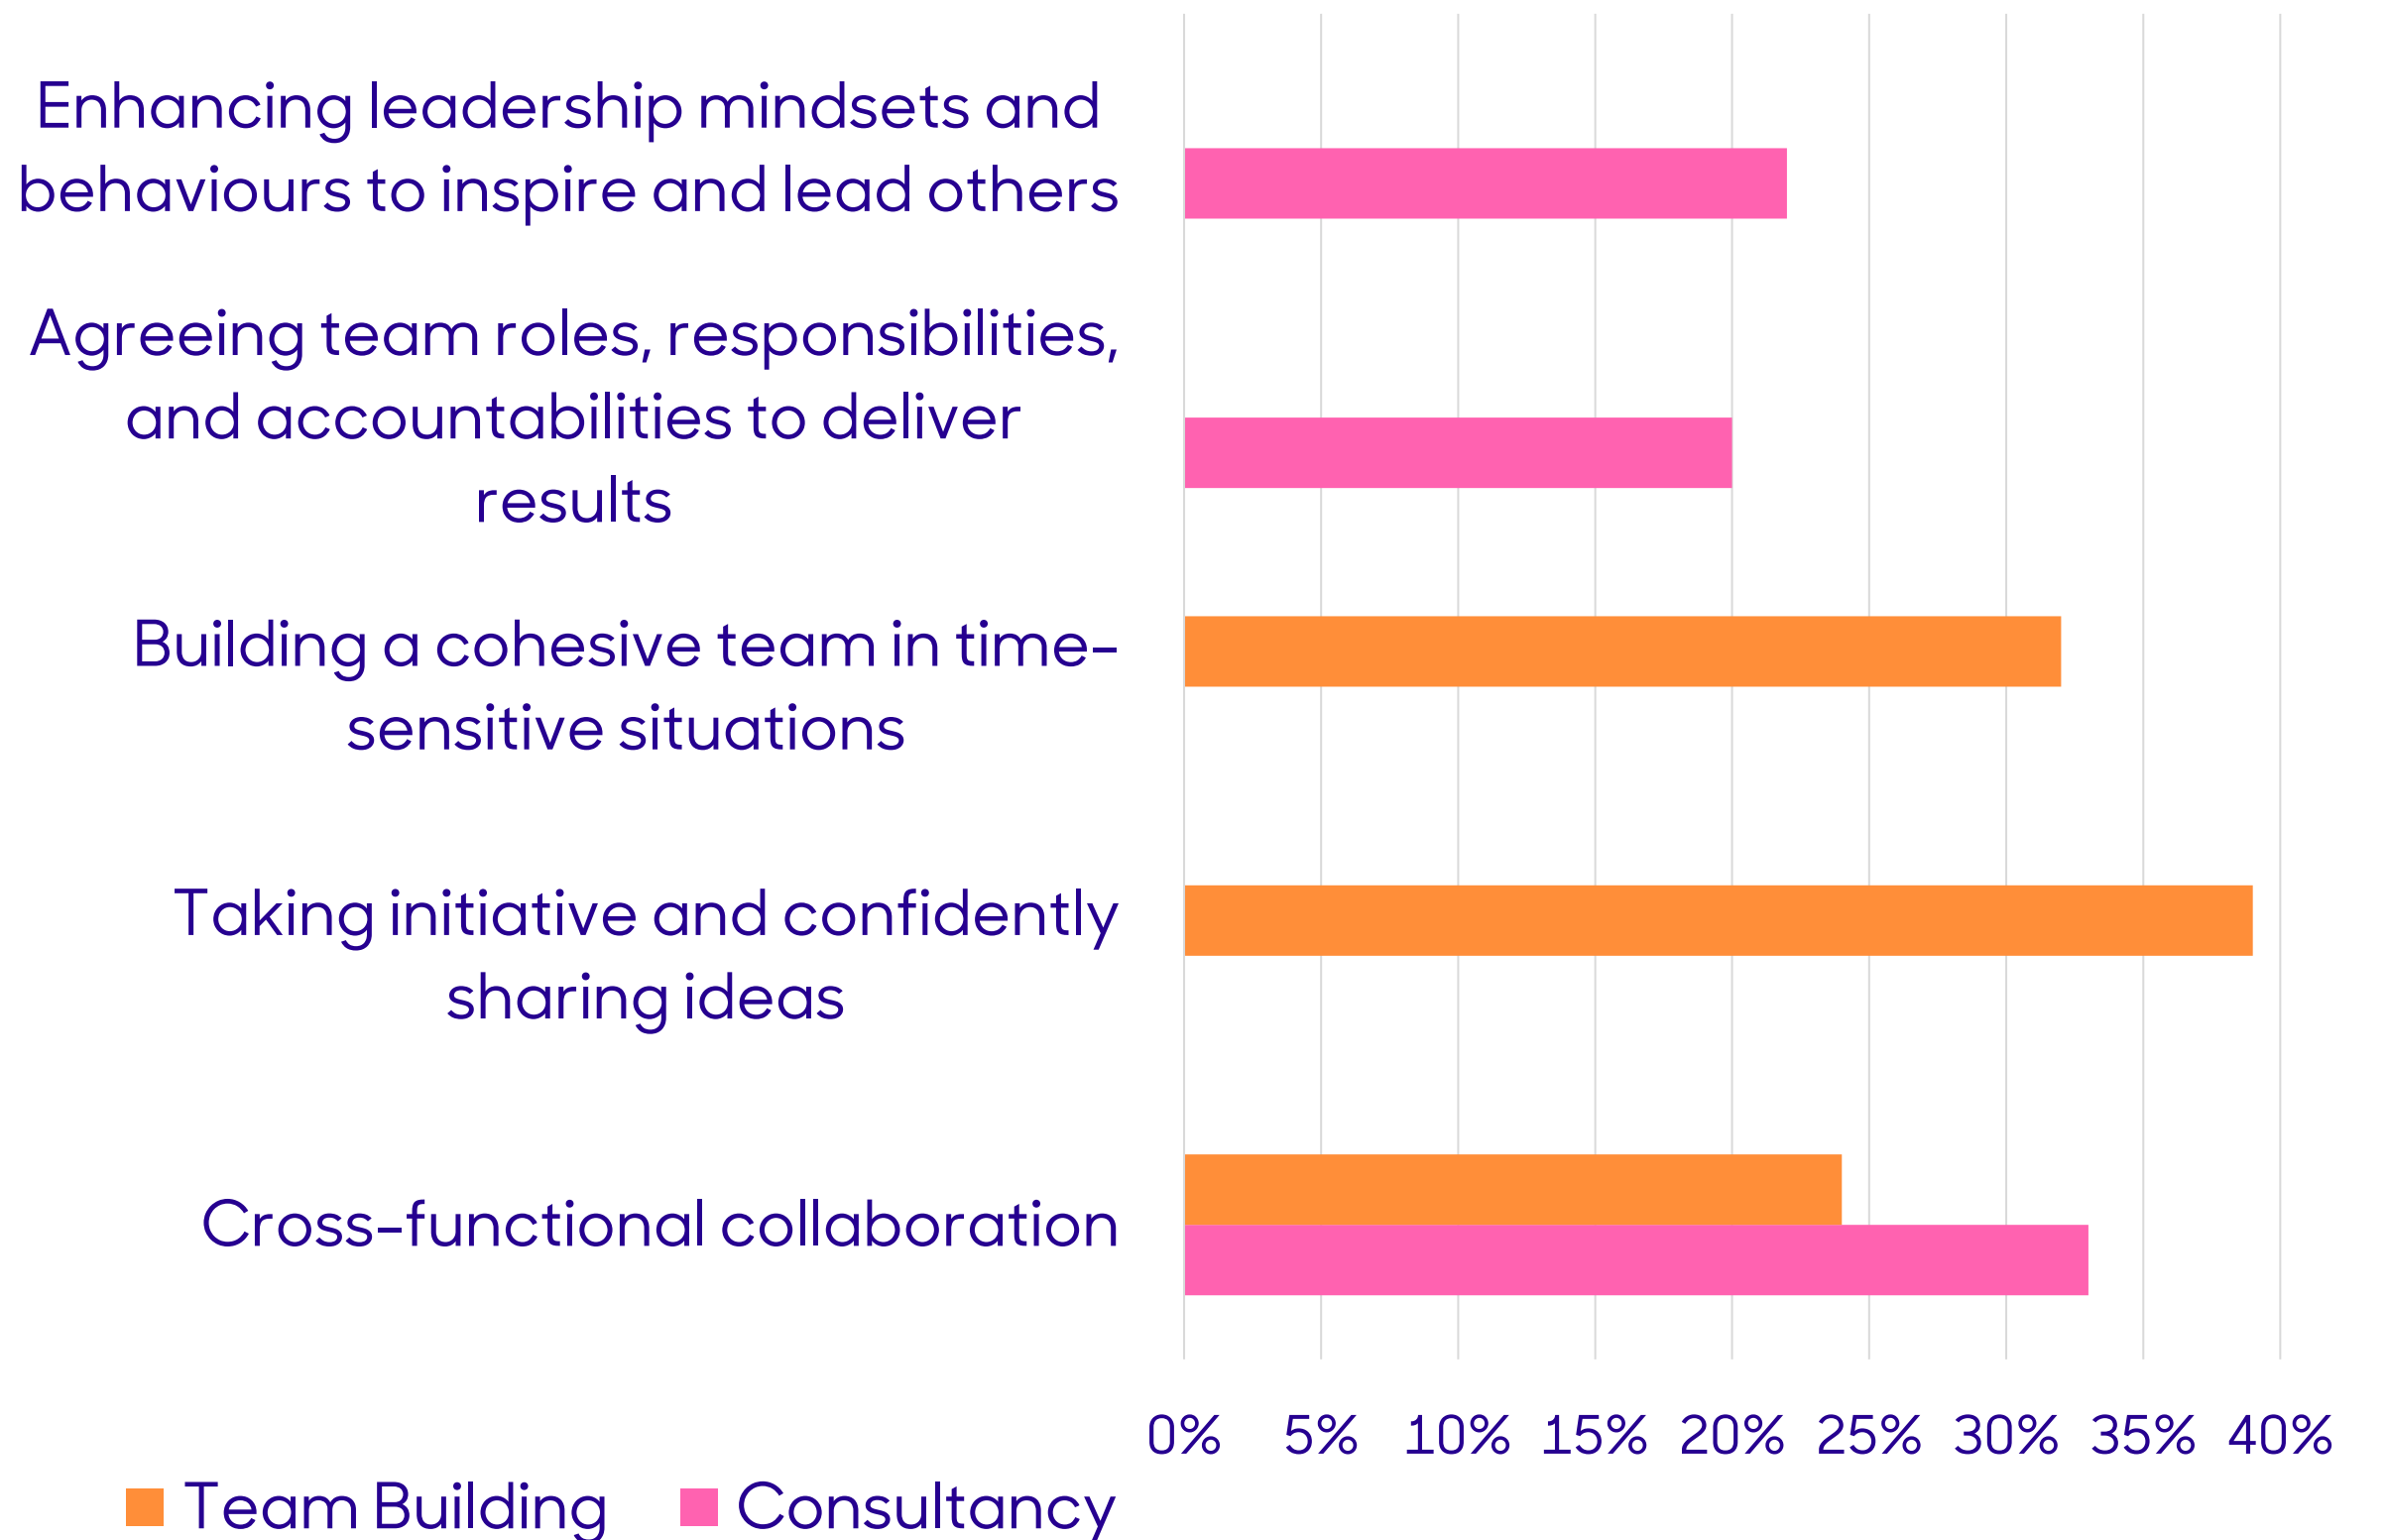 Enhancing leadership mindsets and
behaviours to inspire and lead others
Agreeing team roles, responsibilities,
and accountabilities to deliver
results
Building a cohesive team in time-
sensitive situations
Taking initiative and confidently
sharing ideas
Cross-functional collaboration
0% 5% 10% 15% 20% 25% 30% 35% 40%
Team Building Consultancy